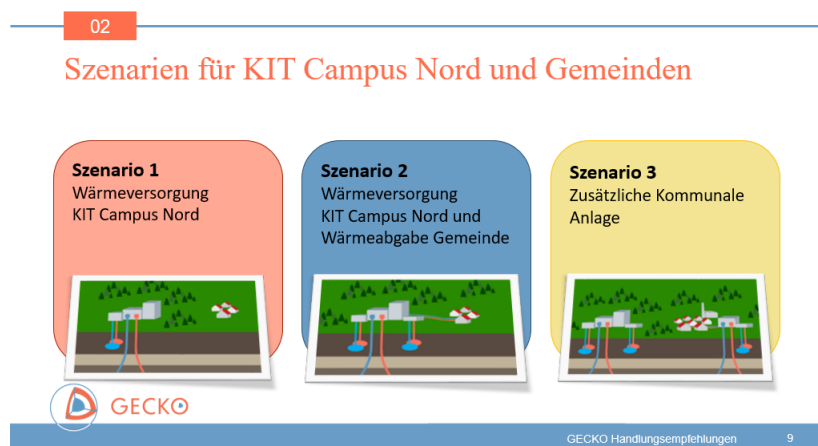 02
Szenarien für KIT Campus Nord und Gemeinden
Szenario 1
Wärmeversorgung
KIT Campus Nord
Szenario 2
Wärmeversorgung
KIT Campus Nord und
Wärmeabgabe Gemeinde
Szenario 3
Zusätzliche Kommunale
Anlage
GECKO
GECKO Handlungsempfehlungen 9